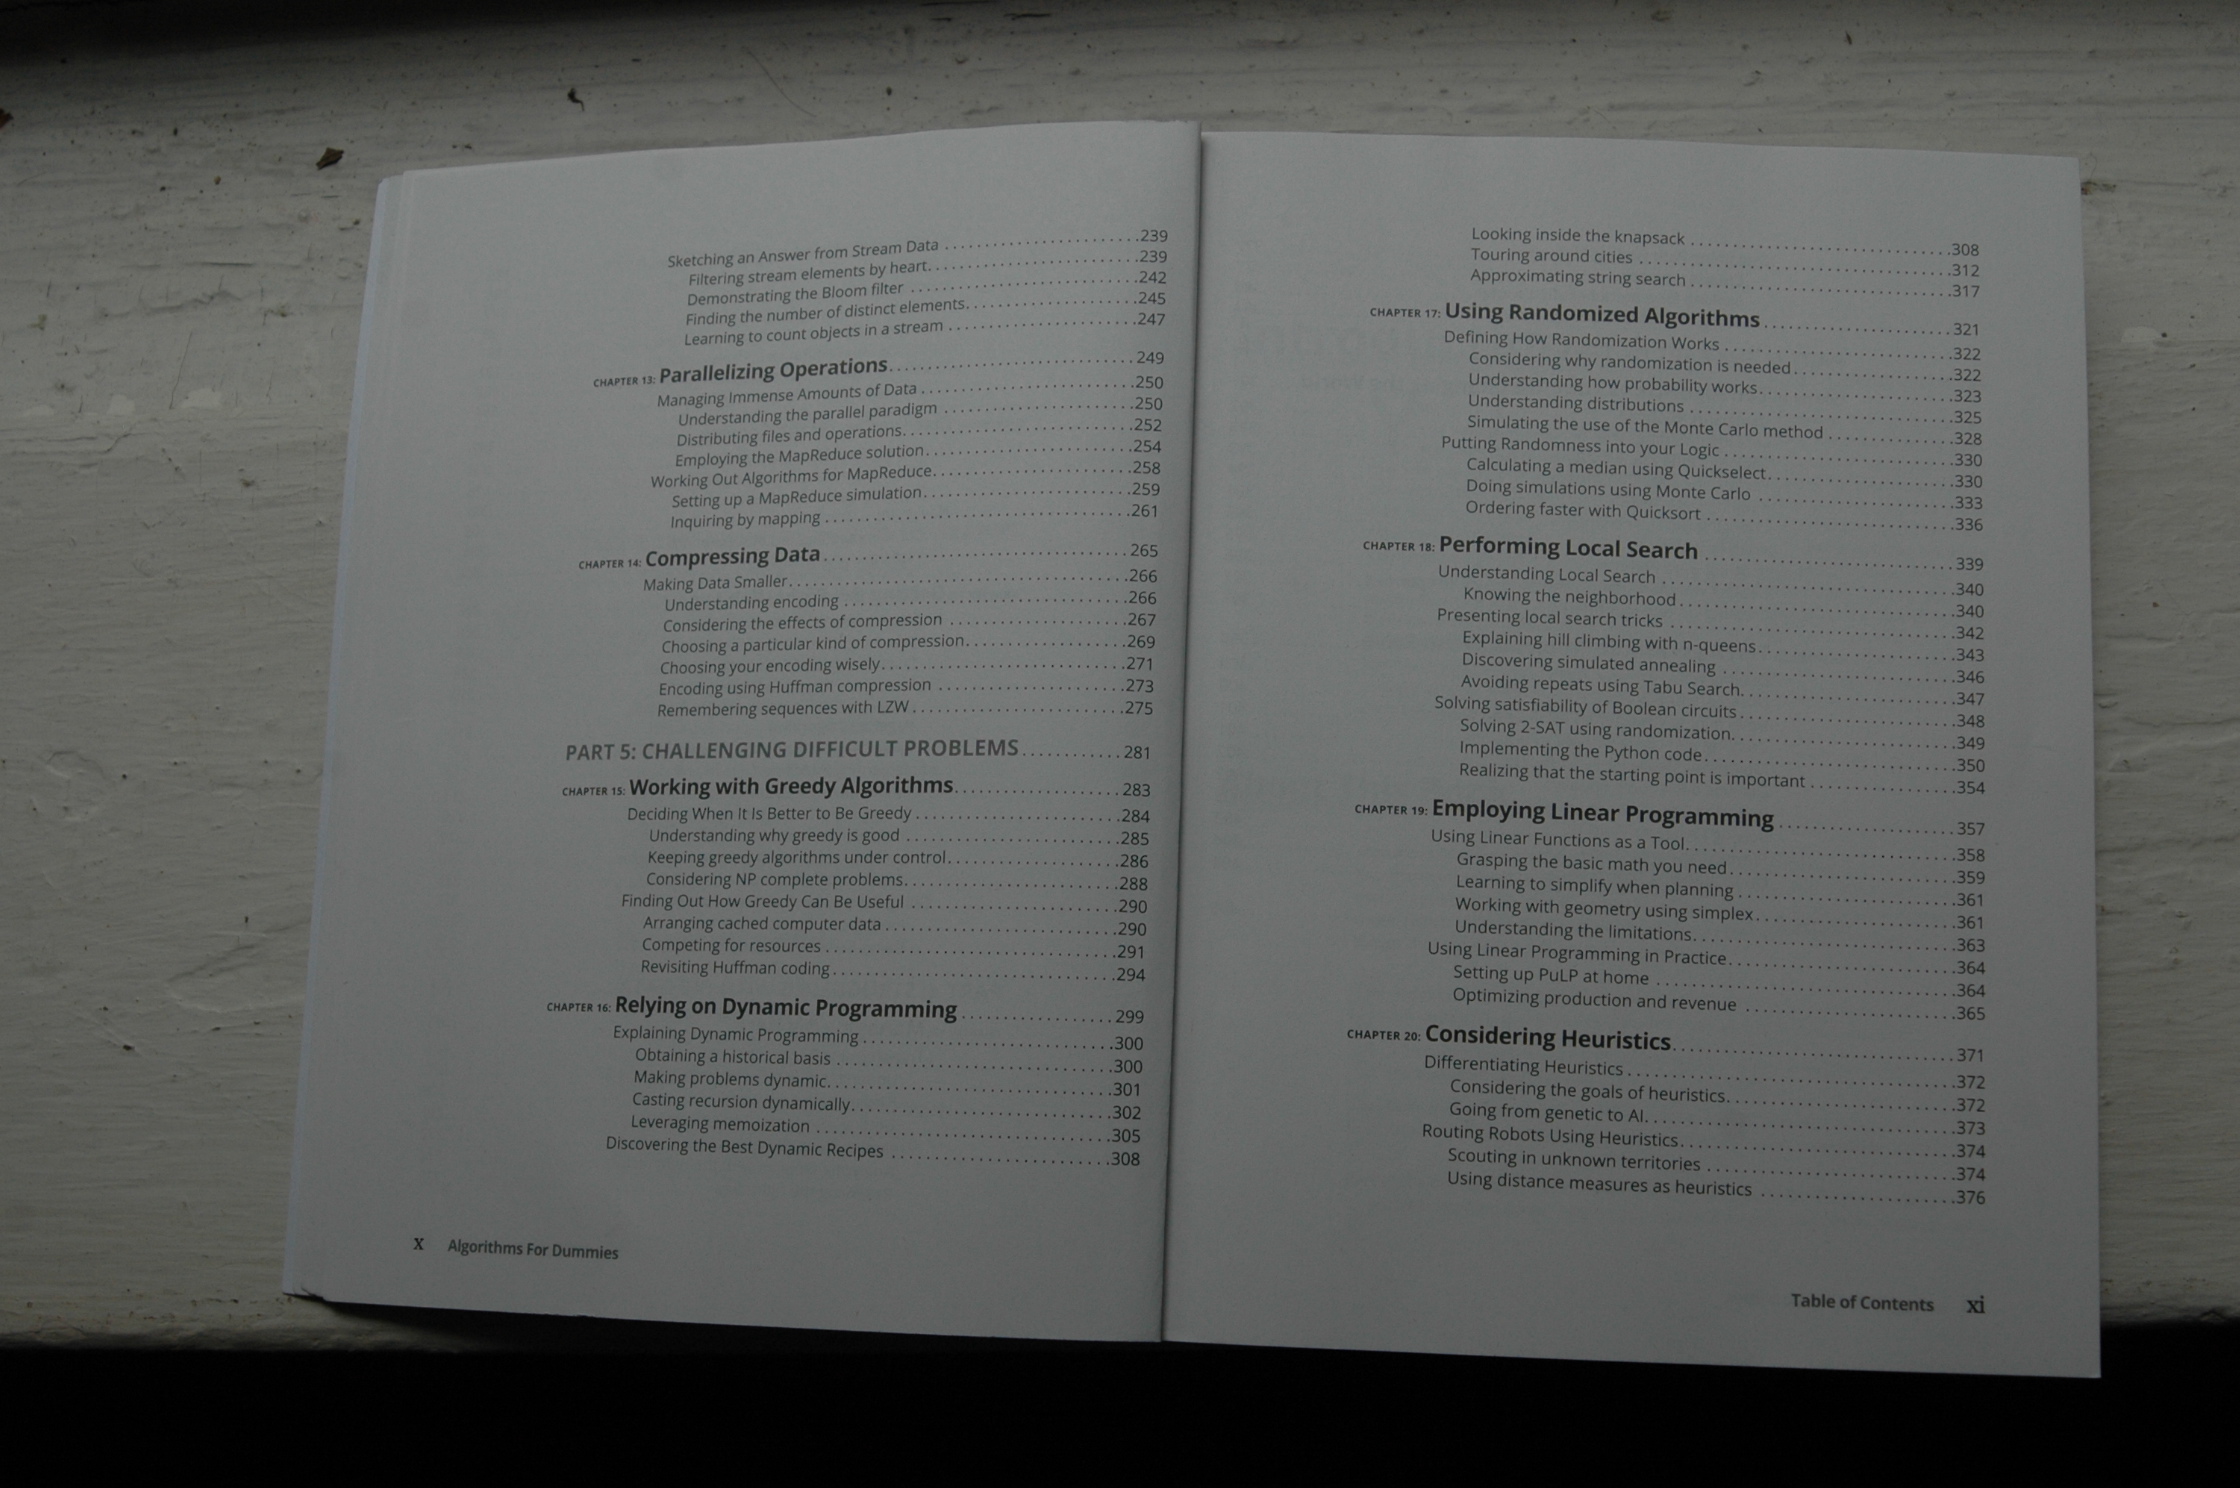 Sketching an Answer from Stream Data ........................239
Filtering stream elements by heart..........................239
Demonstrating the Bloom filter ............................242
Finding the number of distinct elements.....................245
Learning to count objects in a stream ........................247
CHAPTER 13: Parallelizing Operations..............................249
Managing Immense Amounts of Data ..........................250
Understanding the parallel paradigm ........................250
Distributing files and operations.............................252
Employing the MapReduce solution..........................254
Working Out Algorithms for MapReduce.........................258
Setting up a MapReduce simulation..........................259
Inquiring by mapping ......................................261
CHAPTER 14: Compressing Data......................................265
Making Data Smaller..........................................266
Understanding encoding ...................................266
Considering the effects of compression ......................267
Choosing a particular kind of compression....................269
Choosing your encoding wisely..............................271
Encoding using Huffman compression .......................273
Remembering sequences with LZW..........................275
PART 5: CHALLENGING DIFFICULT PROBLEMS............281
CHAPTER 15: Working with Greedy Algorithms....................283
Deciding When It Is Better to Be Greedy.........................284
Understanding why greedy is good ..........................285
Keeping greedy algorithms under control.....................286
Considering NP complete problems..........................288
Finding Out How Greedy Can Be Useful .........................290
Arranging cached computer data ............................290
Competing for resources ...................................291
Revisiting Huffman coding..................................294
CHAPTER 16: Relying on Dynamic Programming...................299
Explaining Dynamic Programming ..............................300
Obtaining a historical basis ..................................300
Making problems dynamic...................................301
Casting recursion dynamically................................302
Leveraging memoization ....................................305
Discovering the Best Dynamic Recipes ...........................308
x Algorithms For Dummies
Looking inside the knapsack ................................308
Touring around cities ......................................312
Approximating string search ................................317
CHAPTER 17: Using Randomized Algorithms.......................321
Defining How Randomization Works ............................322
Considering why randomization is needed....................322
Understanding how probability works........................323
Understanding distributions ................................325
Simulating the use of the Monte Carlo method ...............328
Putting Randomness into your Logic ............................330
Calculating a median using Quickselect.......................330
Doing simulations using Monte Carlo ........................333
Ordering faster with Quicksort ..............................336
CHAPTER 18: Performing Local Search ..............................339
Understanding Local Search ...................................340
Knowing the neighborhood.................................340
Presenting local search tricks ..................................342
Explaining hill climbing with n-queens........................343
Discovering simulated annealing ............................346
Avoiding repeats using Tabu Search..........................347
Solving satisfiability of Boolean circuits...........................348
Solving 2-SAT using randomization...........................349
Implementing the Python code..............................350
Realizing that the starting point is important .................354
CHAPTER 19: Employing Linear Programming ......................357
Using Linear Functions as a Tool................................358
Grasping the basic math you need...........................359
Learning to simplify when planning ..........................361
Working with geometry using simplex........................361
Understanding the limitations...............................363
Using Linear Programming in Practice............................364
Setting up PuLP at home ...................................364
Optimizing production and revenue .........................365
CHAPTER 20: Considering Heuristics..................................371
Differentiating Heuristics.......................................372
Considering the goals of heuristics...........................372
Going from genetic to AI....................................373
Routing Robots Using Heuristics.................................374
Scouting in unknown territories .............................374
Using distance measures as heuristics .......................376
Table of Contents xi